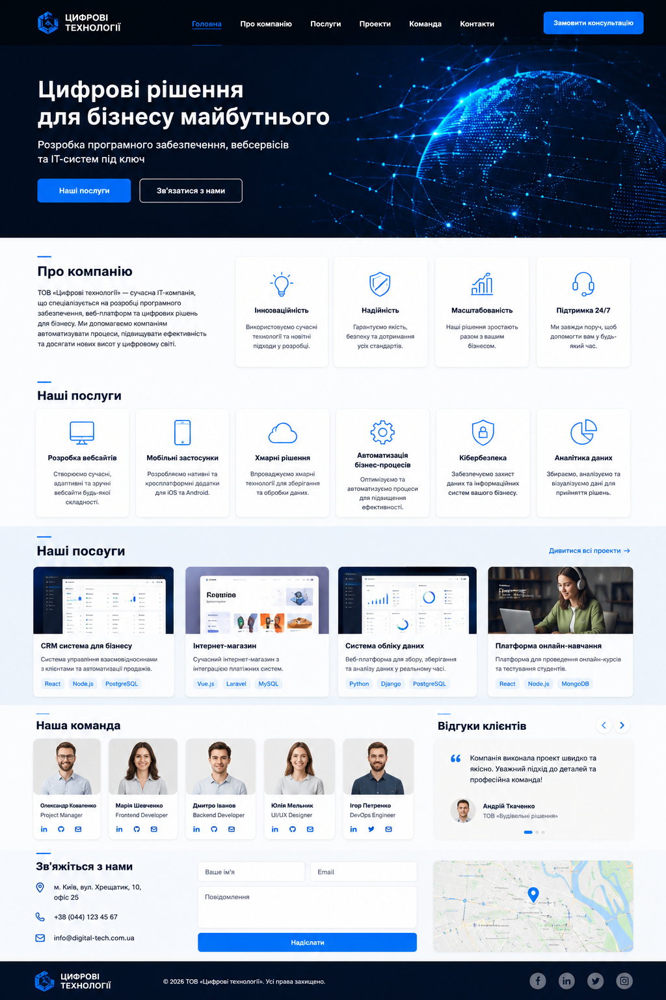 ЦИФРОВІ
ТЕХНОЛОГІЇ
Головна
Про компанію
Послуги
Проекти
Команда
Контакти
Замовити консультацію
Цифрові рішення
для бізнесу майбутнього
Розробка програмного забезпечення, вебсервісів
та ІТ-систем під ключ
Наші послуги
Зв'язатися з нами
Про компанію
ТОВ «Цифрові технології» — сучасна ІТ-компанія,
що спеціалізується на розробці програмного
забезпечення, веб-платформ та цифрових рішень
для бізнесу. Ми допомагаємо компаніям
автоматизувати процеси, підвищувати ефективність
та досягати нових висот у цифровому світі.
Інноваційність
Використовуємо сучасні
технології та новітні
підходи у розробці.
Надійність
Гарантуємо якість,
безпеку та дотримання
усіх стандартів.
Масштабованість
Наші рішення зростають
разом з вашим
бізнесом.
Підтримка 24/7
Ми завжди поруч, щоб
допомогти вам у будь-
який час.
Наші послуги
Розробка вебсайтів
Створюємо сучасні,
адаптивні та зручні
вебсайти будь-якої
складності.
Мобільні застосунки
Розробляємо нативні та
кросплатформні додатки
для iOS та Android.
Хмарні рішення
Впроваджуємо хмарні
технології для зберігання
та обробки даних.
Автоматизація
бізнес-процесів
Оптимізуємо та
автоматизуємо процеси
для підвищення
ефективності.
Кібербезпека
Забезпечуємо захист
даних та інформаційних
систем вашого бізнесу.
Аналітика даних
Збираємо, аналізуємо та
візуалізуємо дані для
прийняття рішень.
Наші
Дивитися всі проекти →
CRM система для бізнесу
Система управління взаємовідносинами
з клієнтами та автоматизації продажів.
React
Node.js
PostgreSQL
Інтернет-магазин
Сучасний інтернет-магазин з
інтеграцією платіжних систем.
Vue.js
Laravel
MySQL
Система обліку даних
Веб-платформа для збору, зберігання
та аналізу даних у реальному часі.
Python
Django
PostgreSQL
Платформа онлайн-навчання
Платформа для проведення онлайн-курсів
та тестування студентів.
React
Node.js
MongoDB
Наша команда
Олександр Коваленко
Project Manager
Марія Шевченко
Frontend Developer
Дмитро Іванов
Backend Developer
Юлія Мельник
UI/UX Designer
Ігор Петренко
DevOps Engineer
Відгуки клієнтів
Компанія виконала проект швидко та
якісно. Уважний підхід до деталей та
професійна команда!
Андрій Ткаченко
ТОВ «Будівельні рішення»
Зв'яжіться з нами
м. Київ, вул. Хрещатик, 10,
офіс 25
+38 (044) 123 45 67
info@digital-tech.com.ua
Ваше ім'я
Email
Повідомлення
Надіслати
ЦИФРОВІ
ТЕХНОЛОГІЇ
© 2026 ТОВ «Цифрові технології». Усі права захищено.